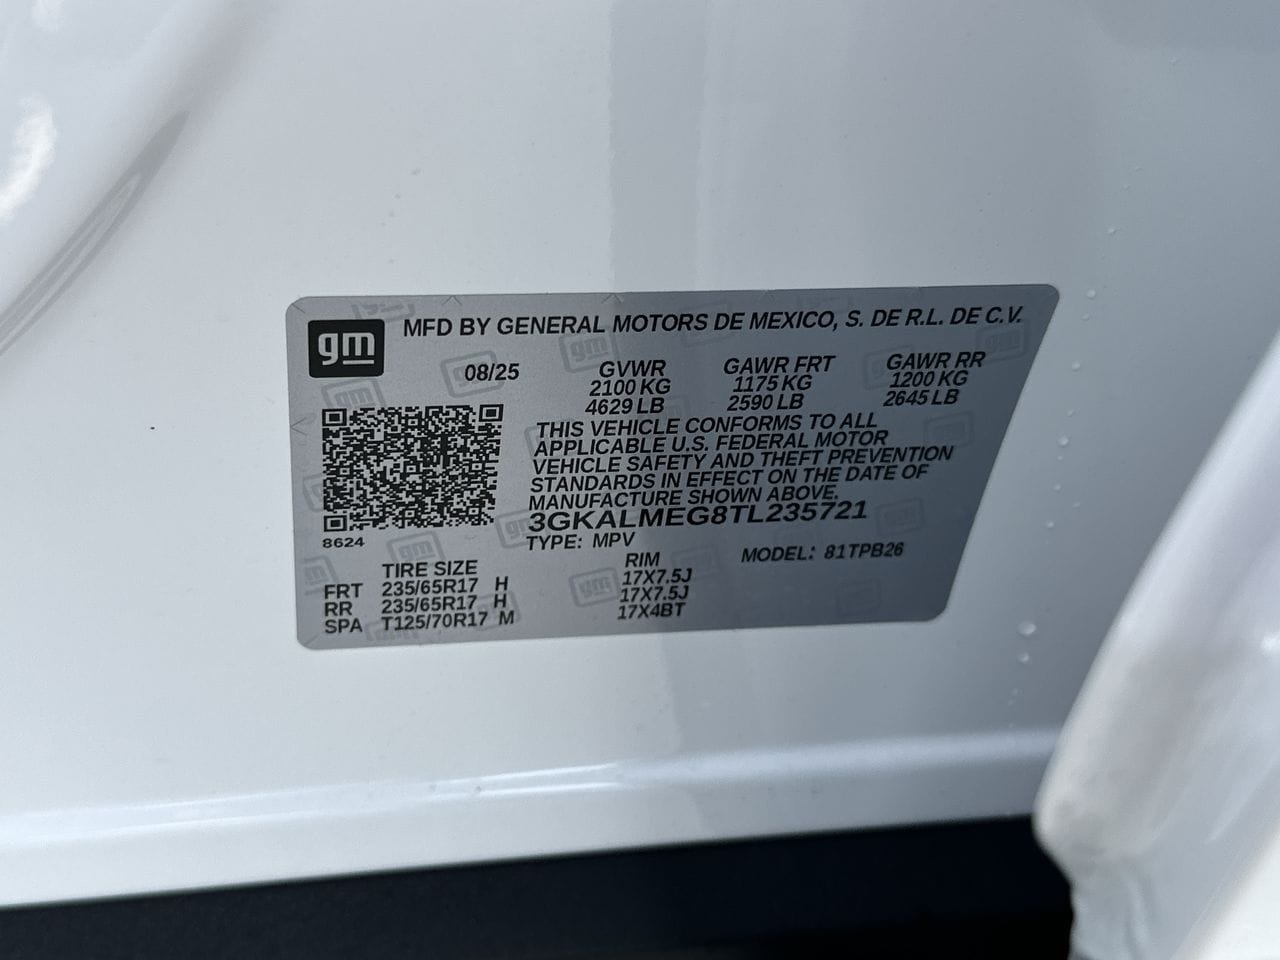 gm
MFD BY GENERAL MOTORS DE MEXICO, S. DE R.L. DE C.V.
08/25 GVWR GAWR FRT GAWR RR
2100 KG 1175 KG 1200 KG
4629 LB 2590 LB 2645 LB
THIS VEHICLE CONFORMS TO ALL
APPLICABLE U.S. FEDERAL MOTOR
VEHICLE SAFETY AND THEFT PREVENTION
STANDARDS IN EFFECT ON THE DATE OF
MANUFACTURE SHOWN ABOVE.
3GKALMEG8TL235721
8624
TYPE: MPV MODEL: 81TPB26
TIRE SIZE RIM
FRT 235/65R17 H 17X7.5J
RR 235/65R17 H 17X7.5J
SPA T125/70R17 M 17X4BT